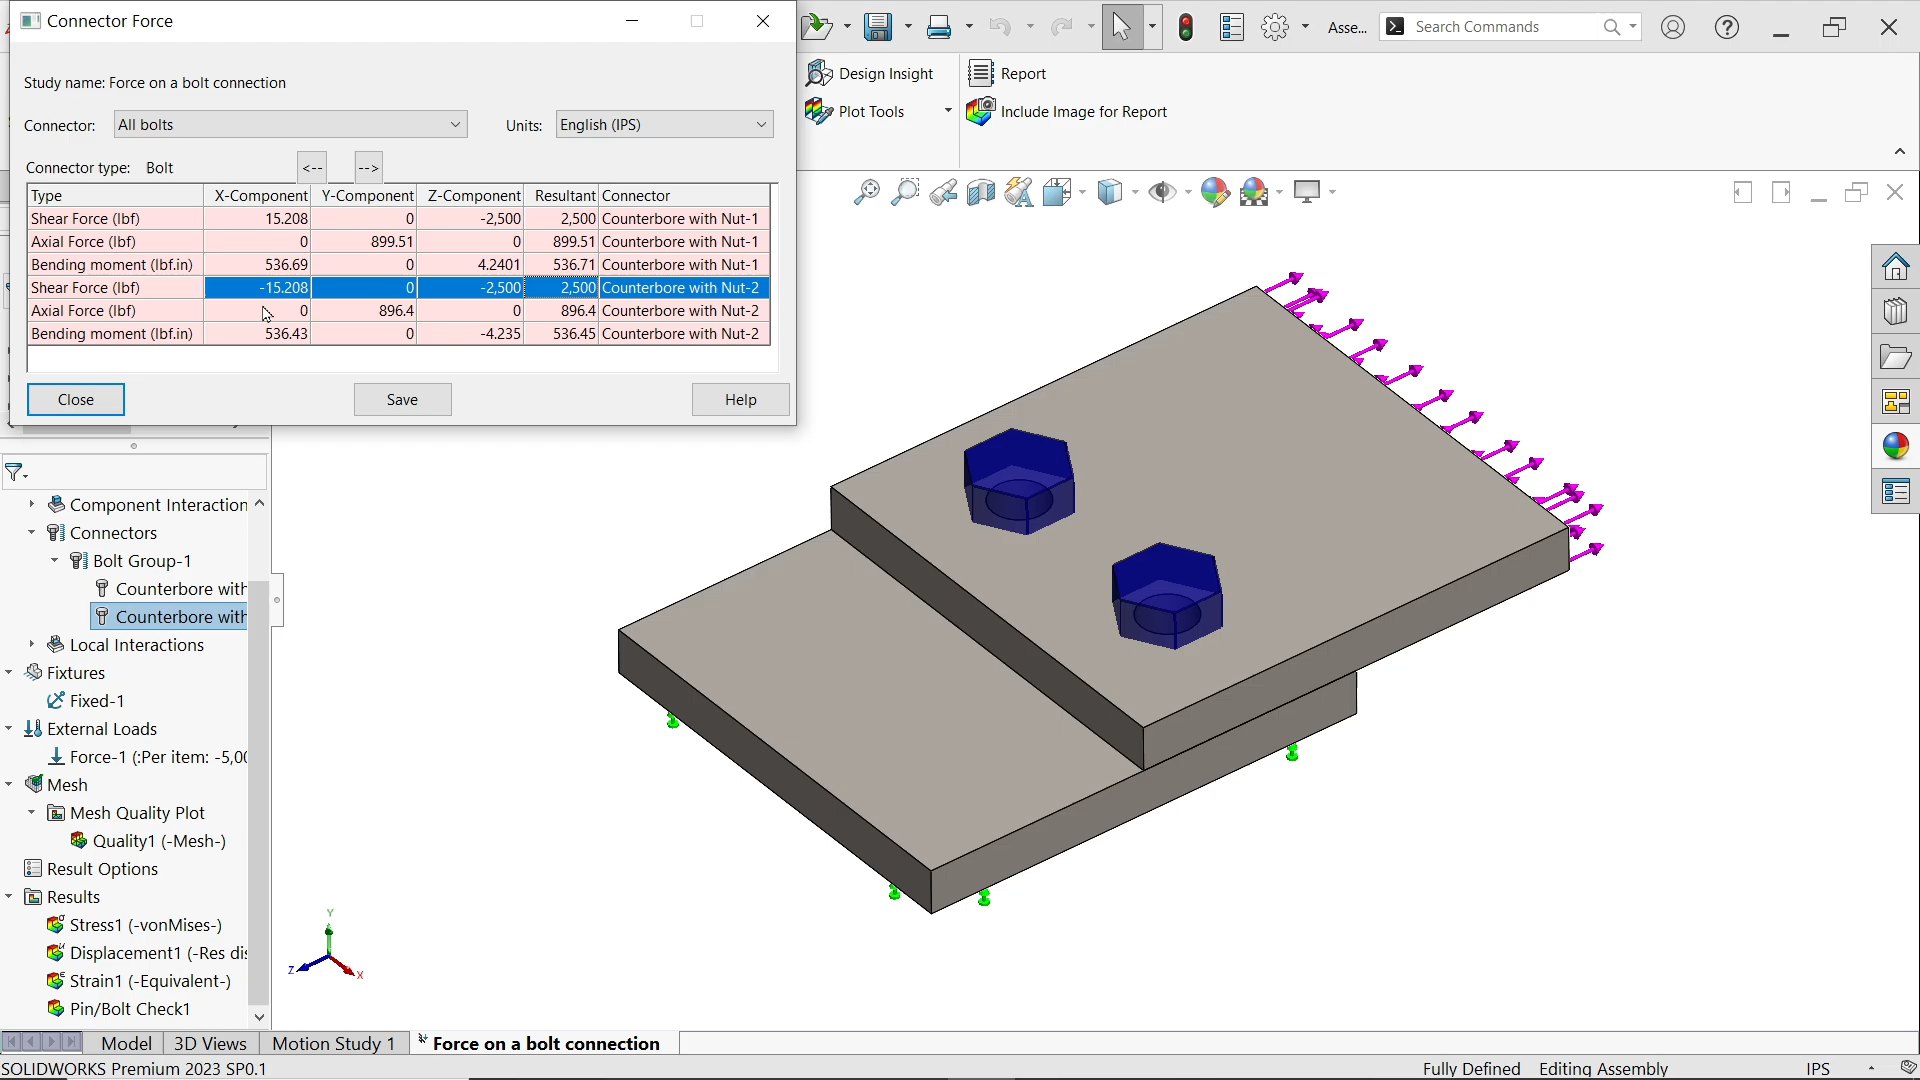 Connector Force
Asse...
Search Commands
Study name: Force on a bolt connection
Design Insight
Report
Plot Tools
Include Image for Report
Connector: All bolts
Units: English (IPS)
Connector type: Bolt
<-- -->
Type X-Component Y-Component Z-Component Resultant Connector
Shear Force (lbf) 15.208 0 -2,500 2,500 Counterbore with Nut-1
Axial Force (lbf) 0 899.51 0 899.51 Counterbore with Nut-1
Bending moment (lbf.in) 536.69 0 4.2401 536.71 Counterbore with Nut-1
Shear Force (lbf) -15.208 0 -2,500 2,500 Counterbore with Nut-2
Axial Force (lbf) 0 896.4 0 896.4 Counterbore with Nut-2
Bending moment (lbf.in) 536.43 0 -4.235 536.45 Counterbore with Nut-2
Close Save Help
Component Interaction
Connectors
Bolt Group-1
Counterbore with
Counterbore with
Local Interactions
Fixtures
Fixed-1
External Loads
Force-1 (:Per item: -5,00
Mesh
Mesh Quality Plot
Quality1 (-Mesh-)
Result Options
Results
Stress1 (-vonMises-)
Displacement1 (-Res dis
Strain1 (-Equivalent-)
Pin/Bolt Check1
Y
Z
X
Model 3D Views Motion Study 1 Force on a bolt connection
SOLIDWORKS Premium 2023 SP0.1
Fully Defined Editing Assembly IPS